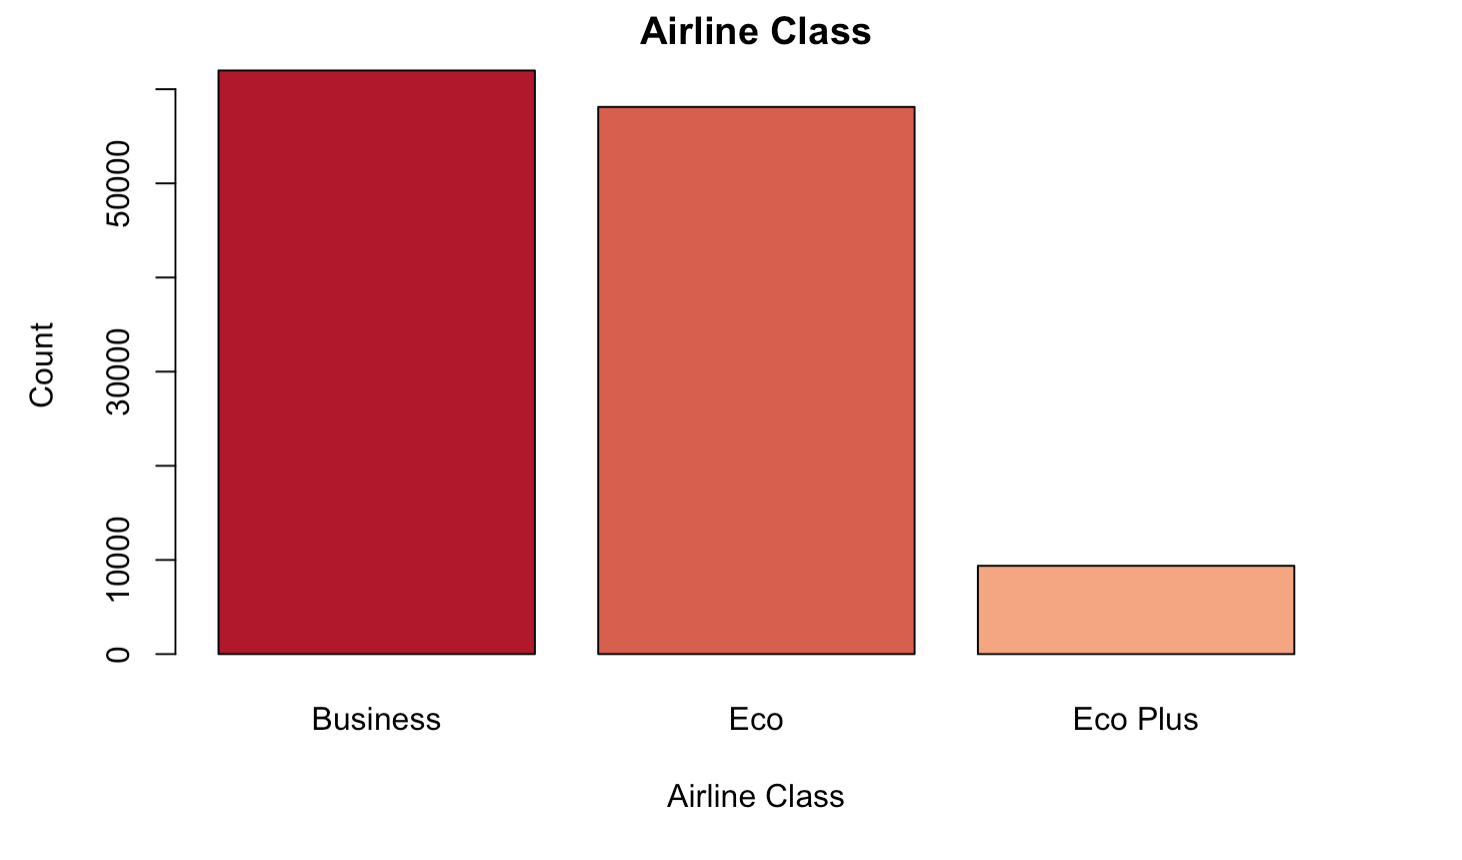 Airline Class
Count
50000
30000
10000
0
Business Eco Eco Plus
Airline Class